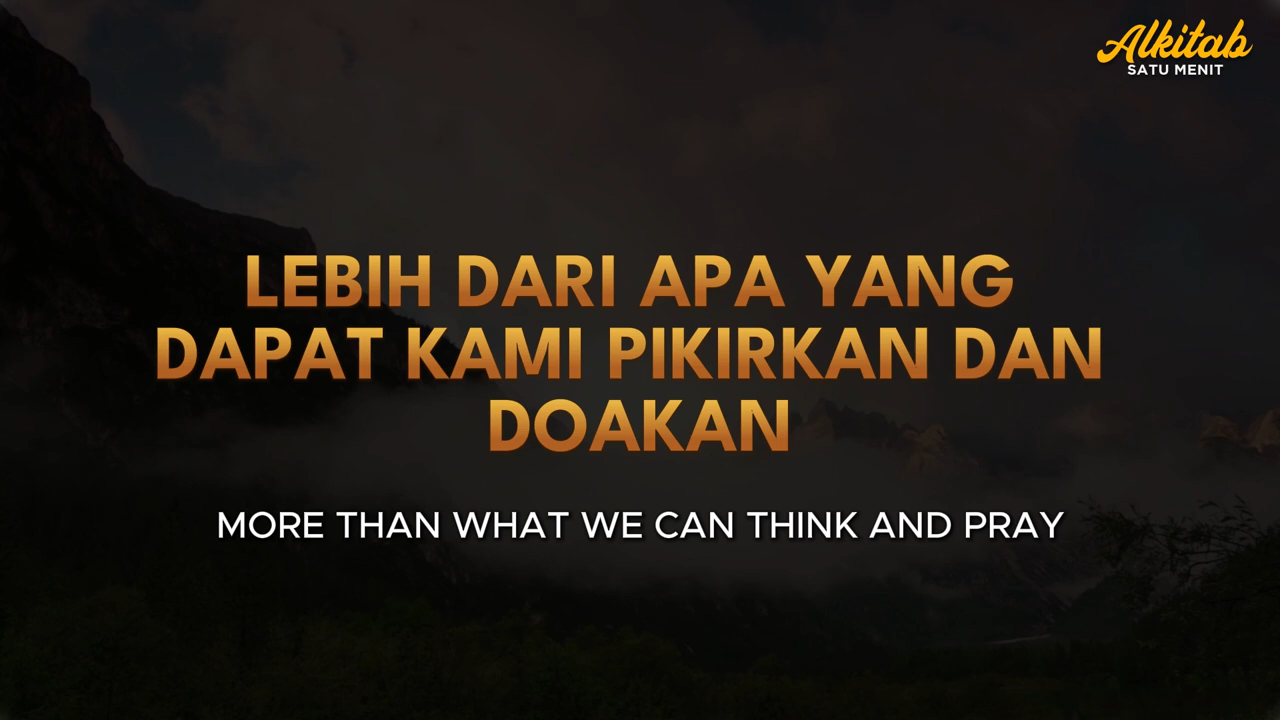 Alkitab
SATU MENIT
LEBIH DARI APA YANG
DAPAT KAMI PIKIRKAN DAN
DOAKAN
MORE THAN WHAT WE CAN THINK AND PRAY